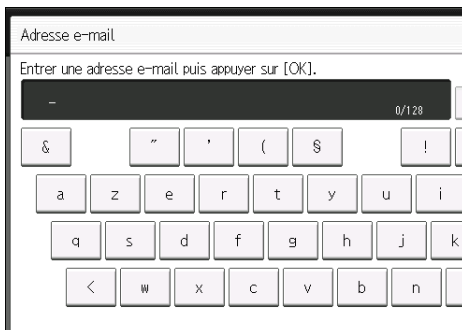 Adresse e-mail
Entrer une adresse e-mail puis appuyer sur [OK].
_ 0/128
& " ' ( § !
a z e r t y u i
q s d f g h j k
< w x c v b n